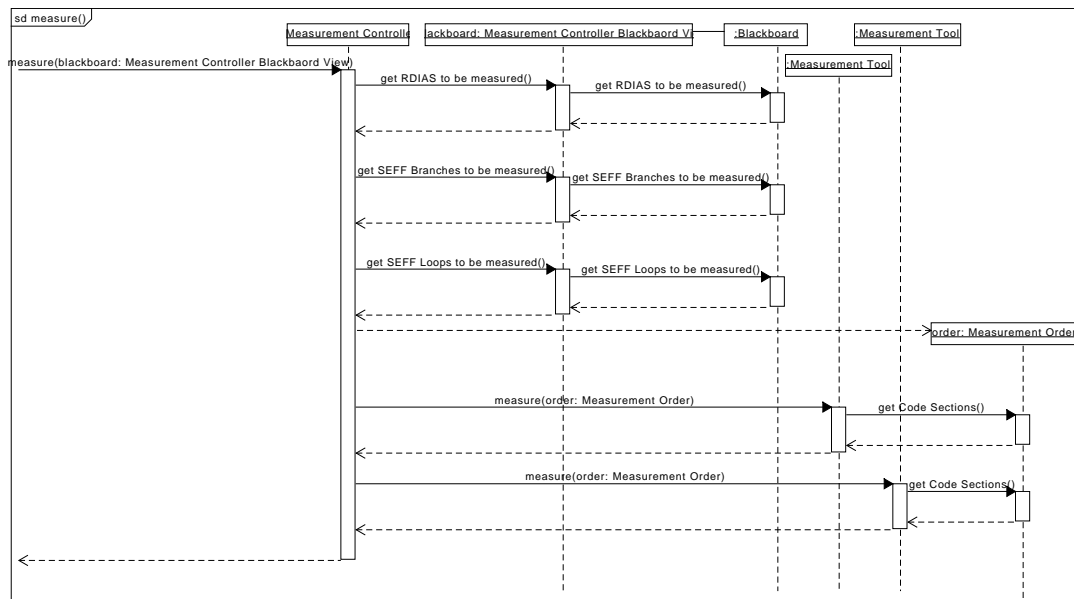 sd measure()
Measurement Controlle
lackboard: Measurement Controller Blackbaord Vi
:Blackboard
:Measurement Tool
:Measurement Tool
measure(blackboard: Measurement Controller Blackbaord View)
get RDIAS to be measured()
get RDIAS to be measured()
get SEFF Branches to be measured()
get SEFF Branches to be measured()
get SEFF Loops to be measured()
get SEFF Loops to be measured()
order: Measurement Order
measure(order: Measurement Order)
get Code Sections()
measure(order: Measurement Order)
get Code Sections()